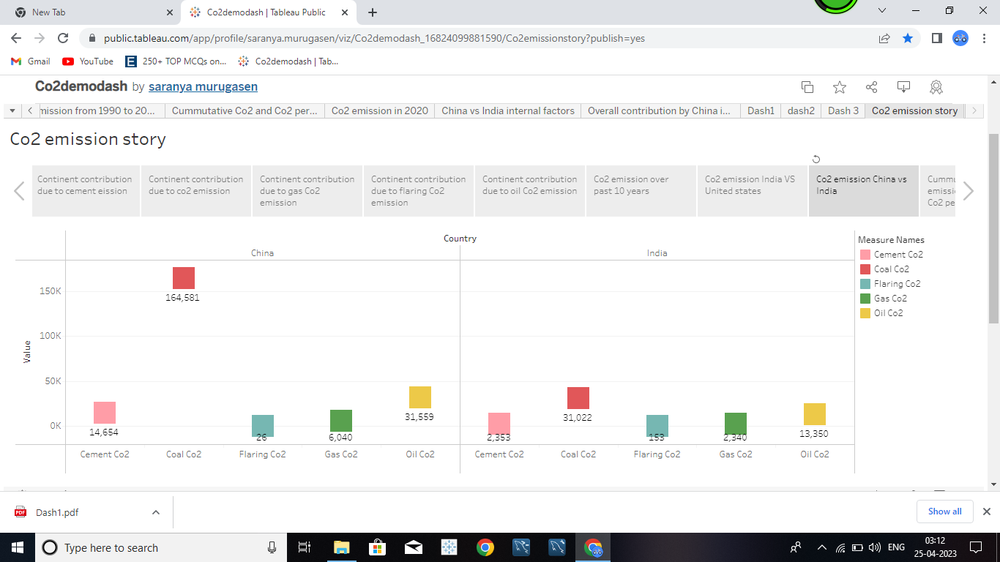 New Tab
Co2demodash | Tableau Public
public.tableau.com/app/profile/saranya.murugasen/viz/Co2demodash_16824099881590/Co2emissionstory?publish=yes
Gmail
YouTube
E
250+ TOP MCQs on...
Co2demodash | Tab...
Co2demodash by saranya murugasen
mission from 1990 to 20...
Cummutative Co2 and Co2 per...
Co2 emission in 2020
China vs India internal factors
Overall contribution by China i...
Dash1
dash2
Dash 3
Co2 emission story
Co2 emission story
Continent contribution
due to cement eission
Continent contribution
due to co2 emission
Continent contribution
due to gas Co2
emission
Continent contribution
due to flaring Co2
emission
Continent contribution
due to oil Co2 emission
Co2 emission over
past 10 years
Co2 emission India VS
United states
Co2 emission China vs
India
Cummu
emissi
Co2 pe
Country
China
India
Value
150K
100K
50K
0K
14,654
164,581
26
6,040
31,559
2,353
31,022
153
2,340
13,350
Cement Co2
Coal Co2
Flaring Co2
Gas Co2
Oil Co2
Cement Co2
Coal Co2
Flaring Co2
Gas Co2
Oil Co2
Measure Names
Cement Co2
Coal Co2
Flaring Co2
Gas Co2
Oil Co2
PDF
Dash1.pdf
Show all
Type here to search
ENG
03:12
25-04-2023